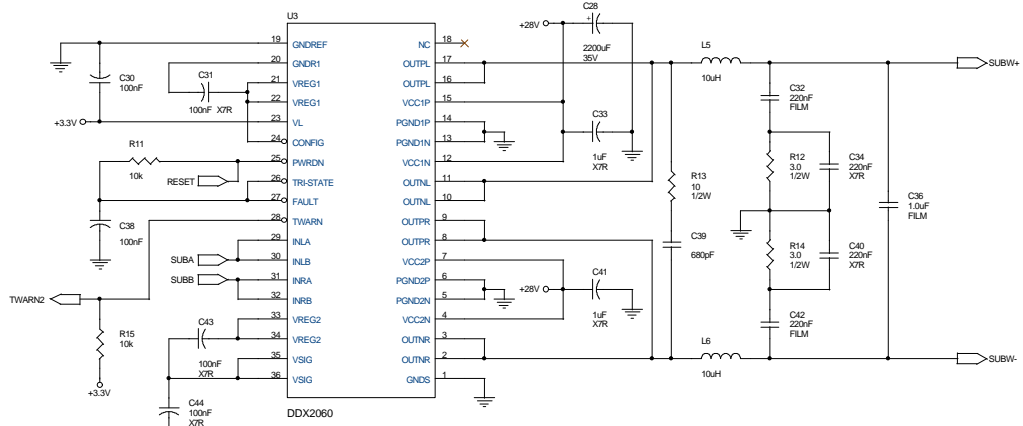 U3
19 GNDREF
20 GNDR1
21 VREG1
22 VREG1
23 VL
24 CONFIG
25 PWRDN
26 TRI-STATE
27 FAULT
28 TWARN
29 INLA
30 INLB
31 INRA
32 INRB
33 VREG2
34 VREG2
35 VSIG
36 VSIG
NC 18
OUTPL 17
OUTPL 16
VCC1P 15
PGND1P 14
PGND1N 13
VCC1N 12
OUTNL 11
OUTNL 10
OUTPR 9
OUTPR 8
VCC2P 7
PGND2P 6
PGND2N 5
VCC2N 4
OUTNR 3
OUTNR 2
GNDS 1
DDX2060
C30
100nF
C31
100nF X7R
+3.3V
R11
10k
RESET
C38
100nF
SUBA
SUBB
TWARN2
R15
10k
+3.3V
C43
100nF
X7R
C44
100nF
X7R
+28V
C28
+
2200uF
35V
C33
1uF
X7R
+28V
C41
1uF
X7R
R13
10
1/2W
C39
680pF
L5
10uH
L6
10uH
C32
220nF
FILM
R12
3.0
1/2W
C34
220nF
X7R
R14
3.0
1/2W
C40
220nF
X7R
C42
220nF
FILM
C36
1.0uF
FILM
SUBW+
SUBW-